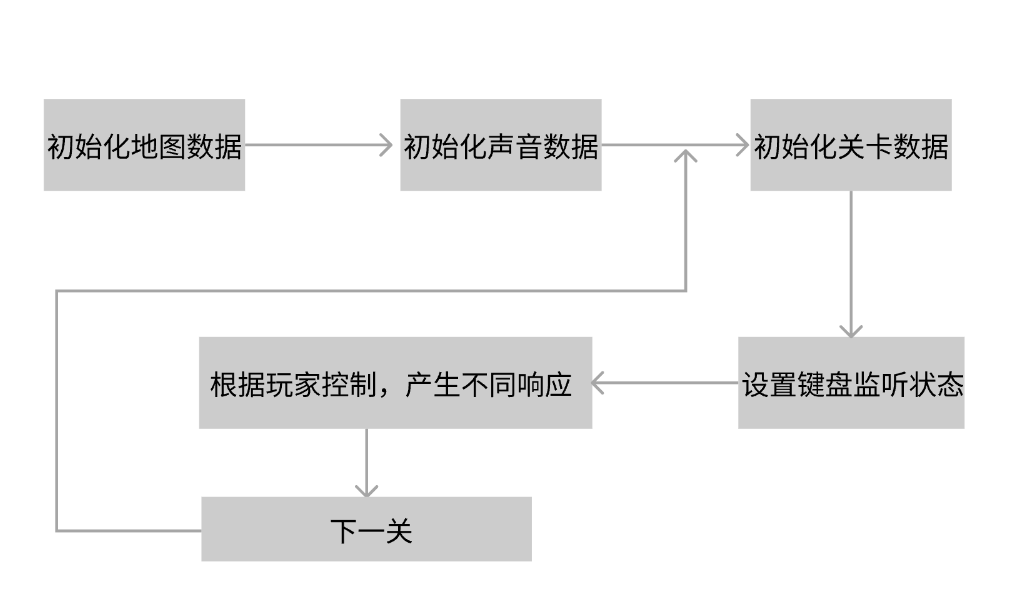 初始化地图数据
初始化声音数据
初始化关卡数据
设置键盘监听状态
根据玩家控制，产生不同响应
下一关